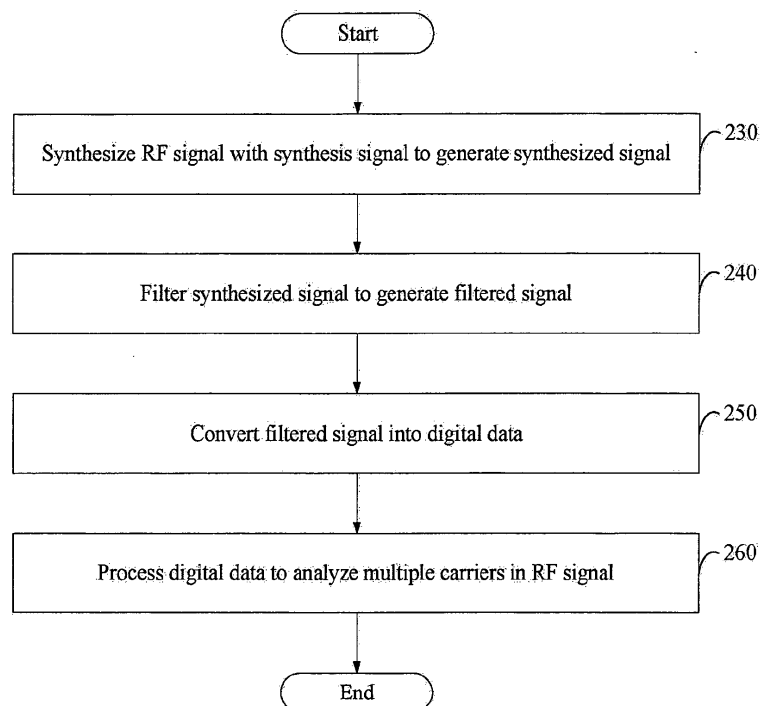 Start
Synthesize RF signal with synthesis signal to generate synthesized signal
230
Filter synthesized signal to generate filtered signal
240
Convert filtered signal into digital data
250
Process digital data to analyze multiple carriers in RF signal
260
End